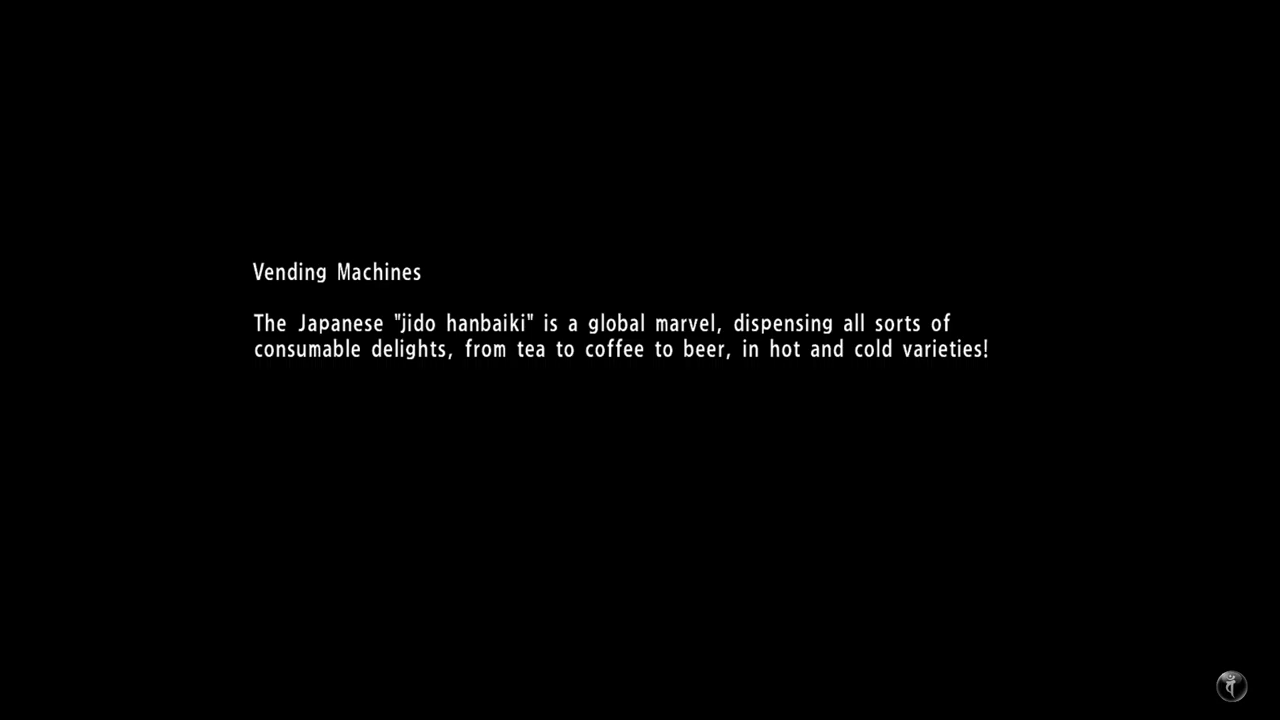 Vending Machines
The Japanese "jido hanbaiki" is a global marvel, dispensing all sorts of
consumable delights, from tea to coffee to beer, in hot and cold varieties!